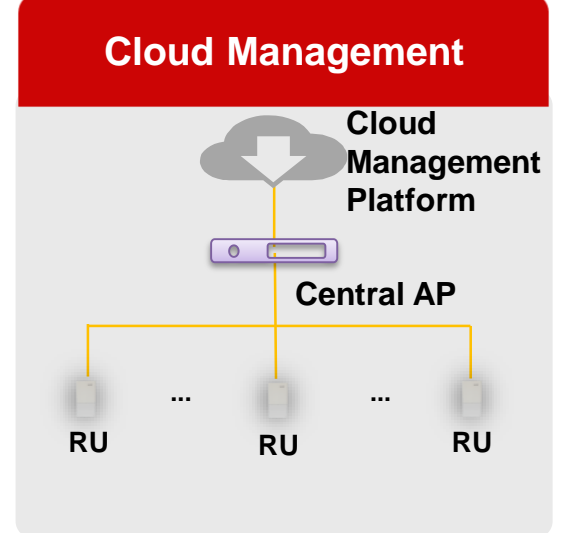 Cloud Management
Cloud
Management
Platform
Central AP
... ...
RU RU RU